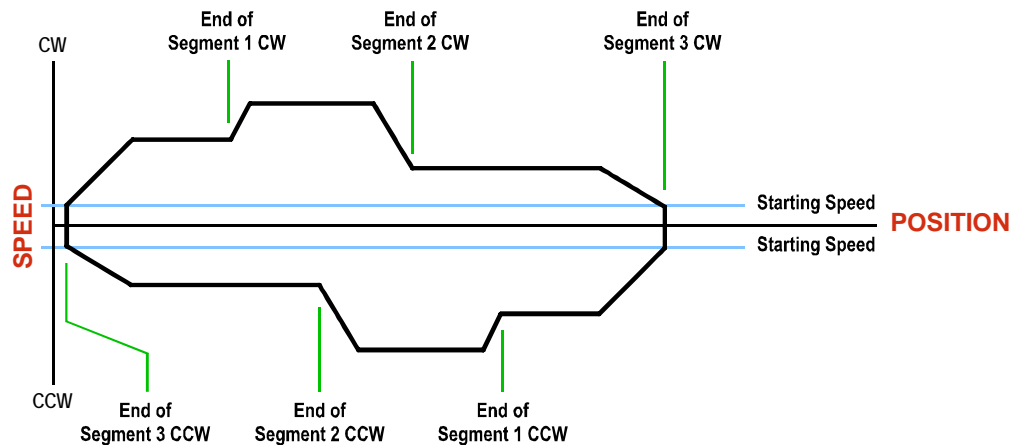 End of
Segment 1 CW
End of
Segment 2 CW
End of
Segment 3 CW
CW
SPEED
Starting Speed
POSITION
Starting Speed
CCW
End of
Segment 3 CCW
End of
Segment 2 CCW
End of
Segment 1 CCW